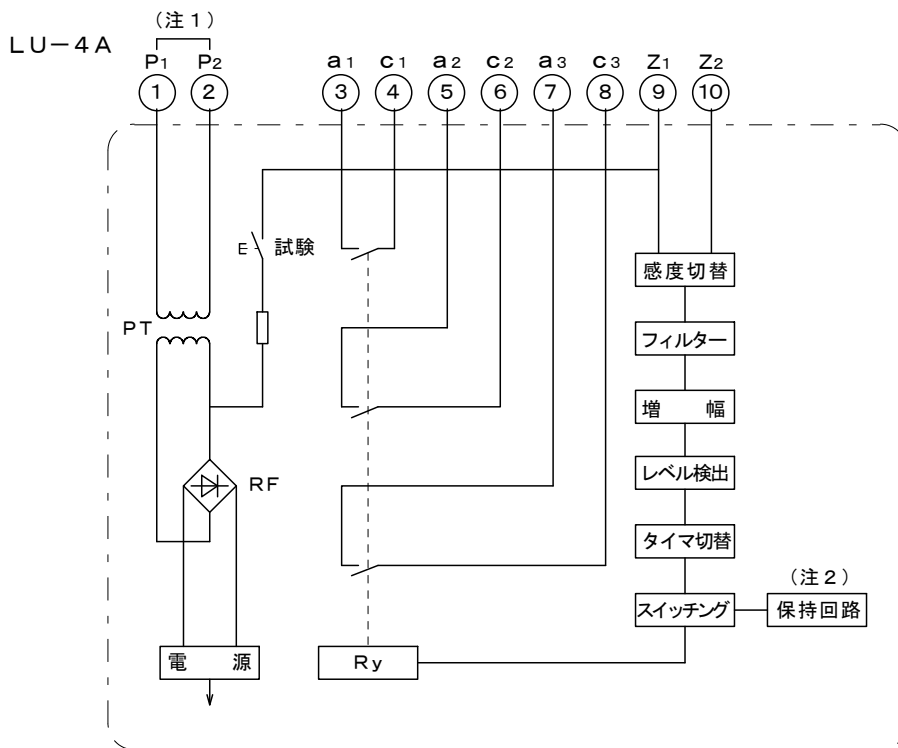 (注1)
LU-4A
P1 P2 a1 c1 a2 c2 a3 c3 Z1 Z2
1 2 3 4 5 6 7 8 9 10
E 試験
感度切替
PT
フィルター
増 幅
RF
レベル検出
タイマ切替
(注2)
スイッチング 保持回路
電 源
Ry